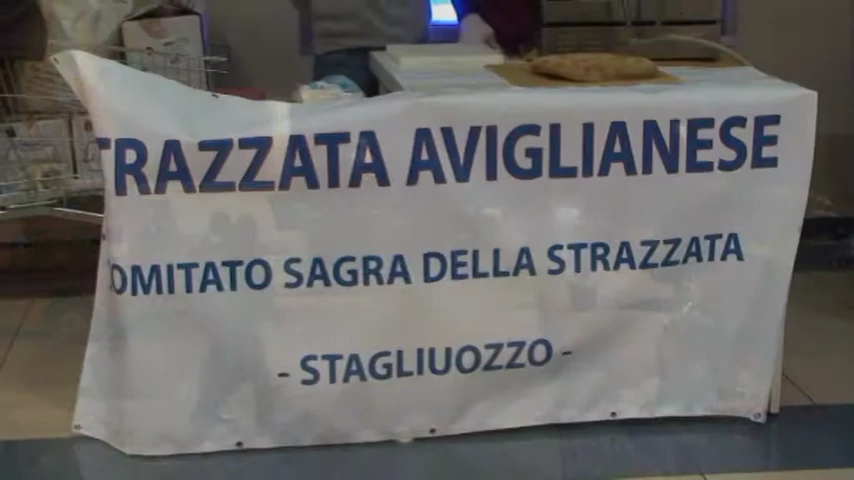 TRAZZATA AVIGLIANESE
OMITATO SAGRA DELLA STRAZZATA
- STAGLIUOZZO -